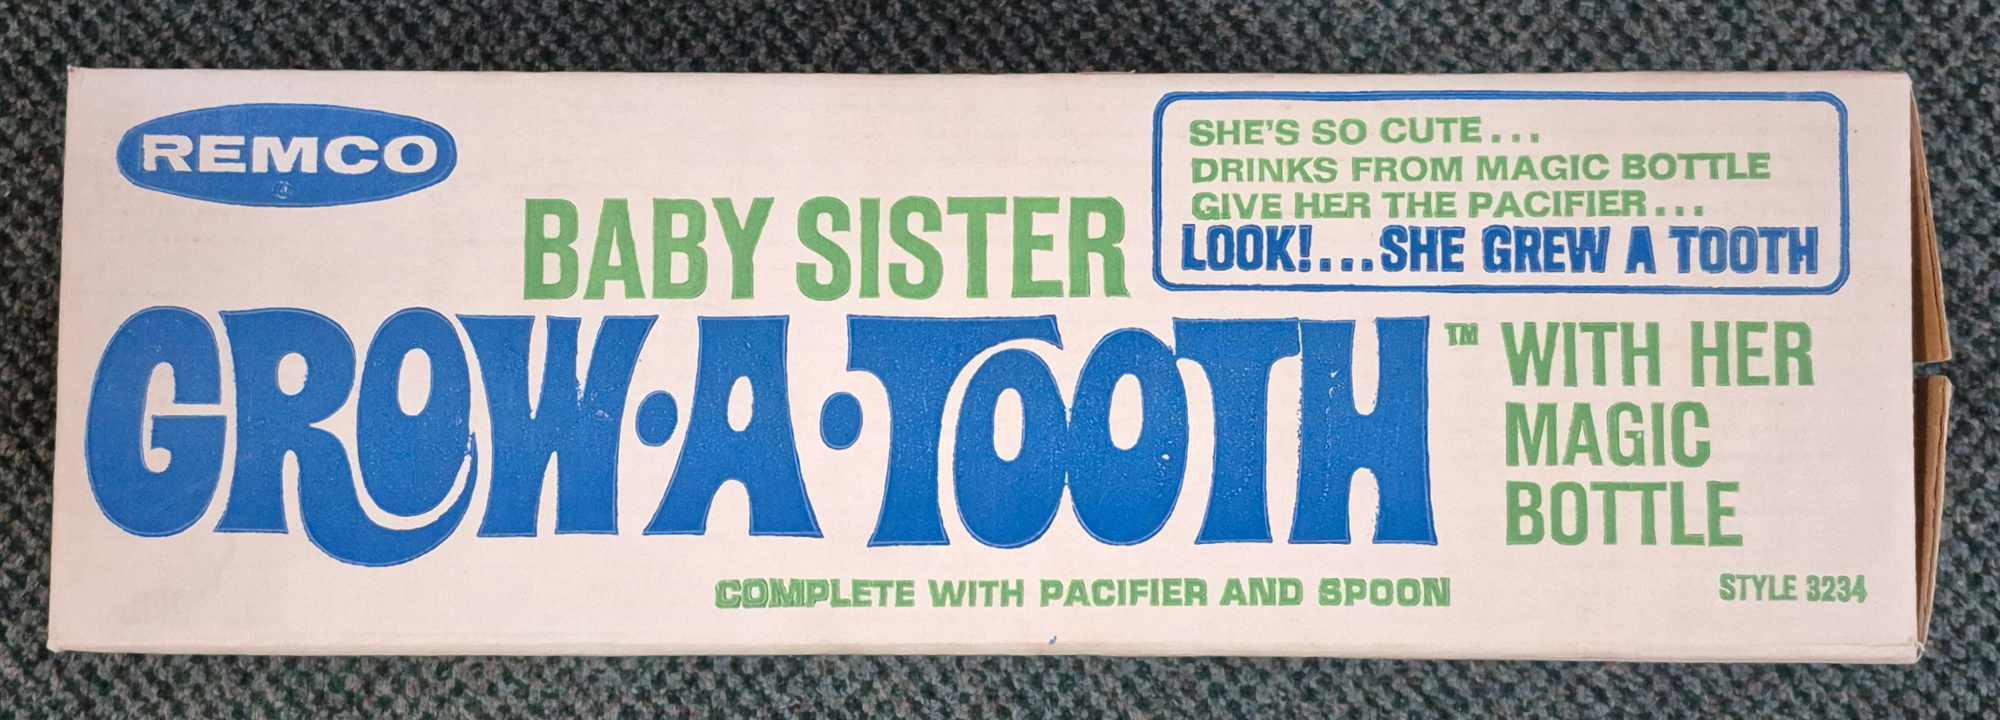 REMCO
®
SHE'S SO CUTE...
DRINKS FROM MAGIC BOTTLE
GIVE HER THE PACIFIER...
LOOK!...SHE GREW A TOOTH
BABY SISTER
GROW•A•TOOTH™
WITH HER
MAGIC
BOTTLE
COMPLETE WITH PACIFIER AND SPOON
STYLE 3234